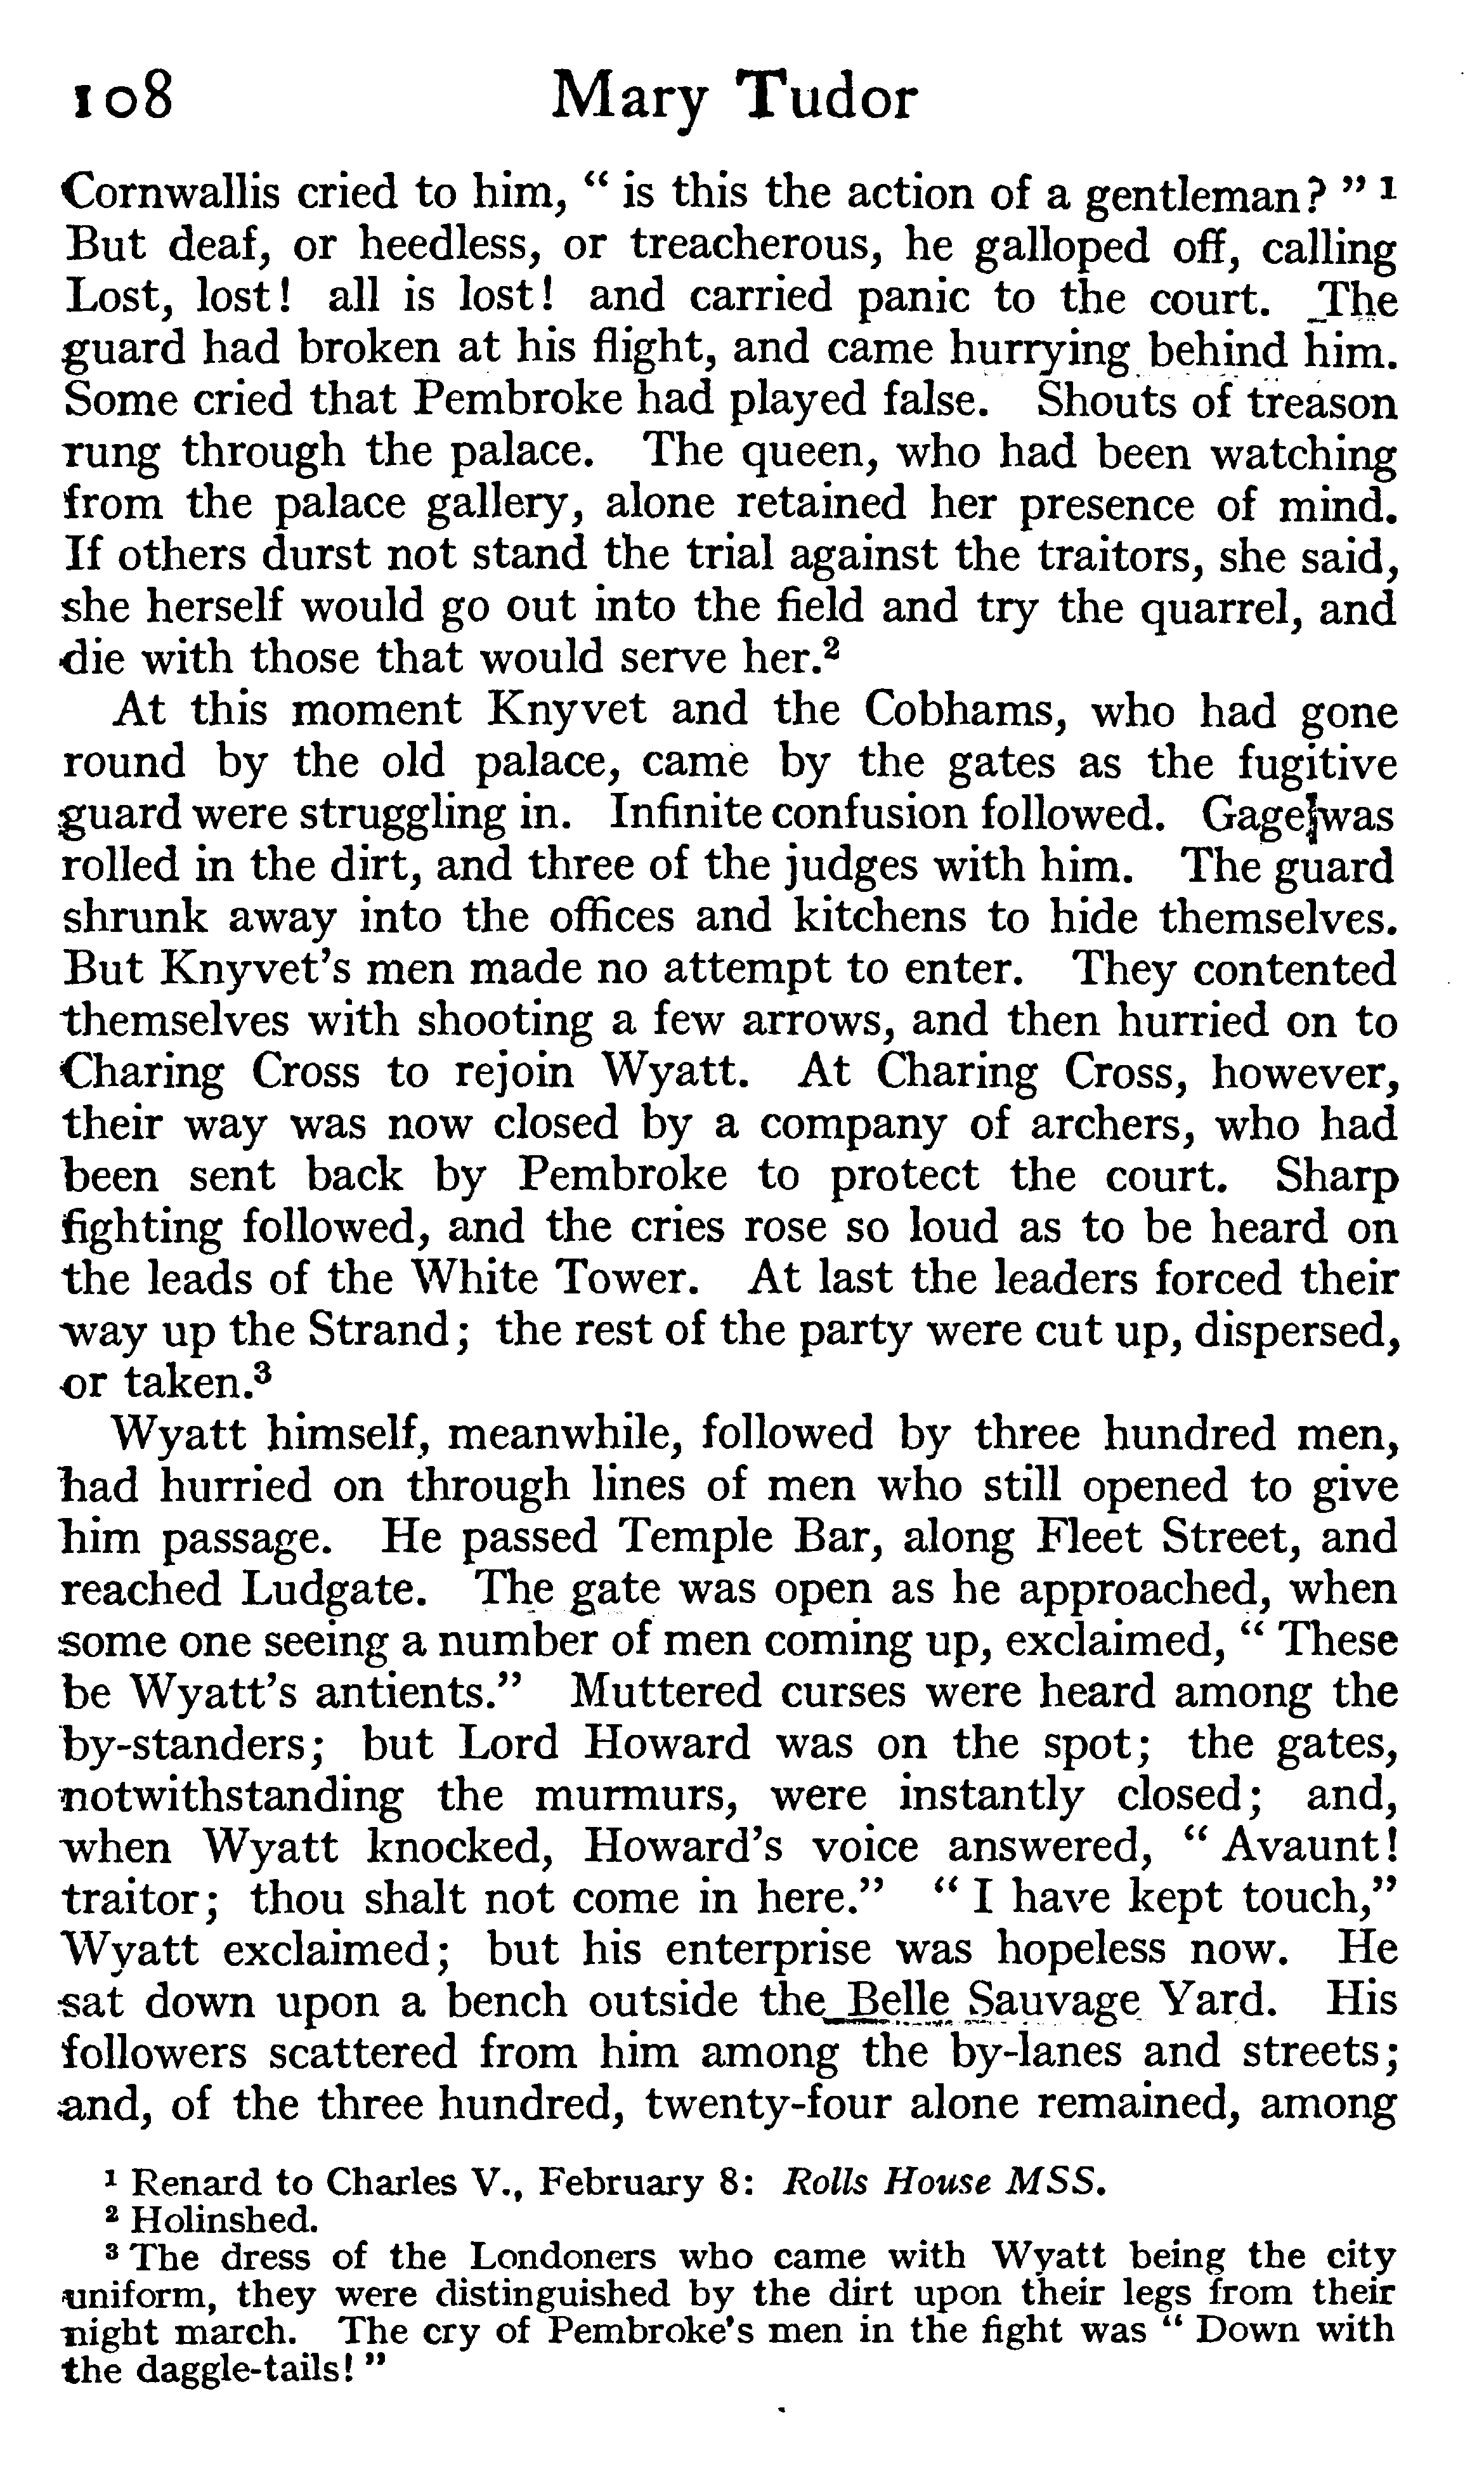 108 Mary Tudor
Cornwallis cried to him, “ is this the action of a gentleman? ” ¹
But deaf, or heedless, or treacherous, he galloped off, calling
Lost, lost! all is lost! and carried panic to the court. The
guard had broken at his flight, and came hurrying behind him.
Some cried that Pembroke had played false. Shouts of treason
rung through the palace. The queen, who had been watching
from the palace gallery, alone retained her presence of mind.
If others durst not stand the trial against the traitors, she said,
she herself would go out into the field and try the quarrel, and
die with those that would serve her.²
At this moment Knyvet and the Cobhams, who had gone
round by the old palace, came by the gates as the fugitive
guard were struggling in. Infinite confusion followed. Gage was
rolled in the dirt, and three of the judges with him. The guard
shrunk away into the offices and kitchens to hide themselves.
But Knyvet's men made no attempt to enter. They contented
themselves with shooting a few arrows, and then hurried on to
Charing Cross to rejoin Wyatt. At Charing Cross, however,
their way was now closed by a company of archers, who had
been sent back by Pembroke to protect the court. Sharp
fighting followed, and the cries rose so loud as to be heard on
the leads of the White Tower. At last the leaders forced their
way up the Strand; the rest of the party were cut up, dispersed,
or taken.³
Wyatt himself, meanwhile, followed by three hundred men,
had hurried on through lines of men who still opened to give
him passage. He passed Temple Bar, along Fleet Street, and
reached Ludgate. The gate was open as he approached, when
some one seeing a number of men coming up, exclaimed, “ These
be Wyatt's antients.” Muttered curses were heard among the
by-standers; but Lord Howard was on the spot; the gates,
notwithstanding the murmurs, were instantly closed; and,
when Wyatt knocked, Howard's voice answered, “ Avaunt!
traitor; thou shalt not come in here.” “ I have kept touch,”
Wyatt exclaimed; but his enterprise was hopeless now. He
sat down upon a bench outside the Belle Sauvage Yard. His
followers scattered from him among the by-lanes and streets;
and, of the three hundred, twenty-four alone remained, among
¹ Renard to Charles V., February 8: Rolls House MSS.
² Holinshed.
³ The dress of the Londoners who came with Wyatt being the city
uniform, they were distinguished by the dirt upon their legs from their
night march. The cry of Pembroke's men in the fight was “ Down with
the daggle-tails! ”